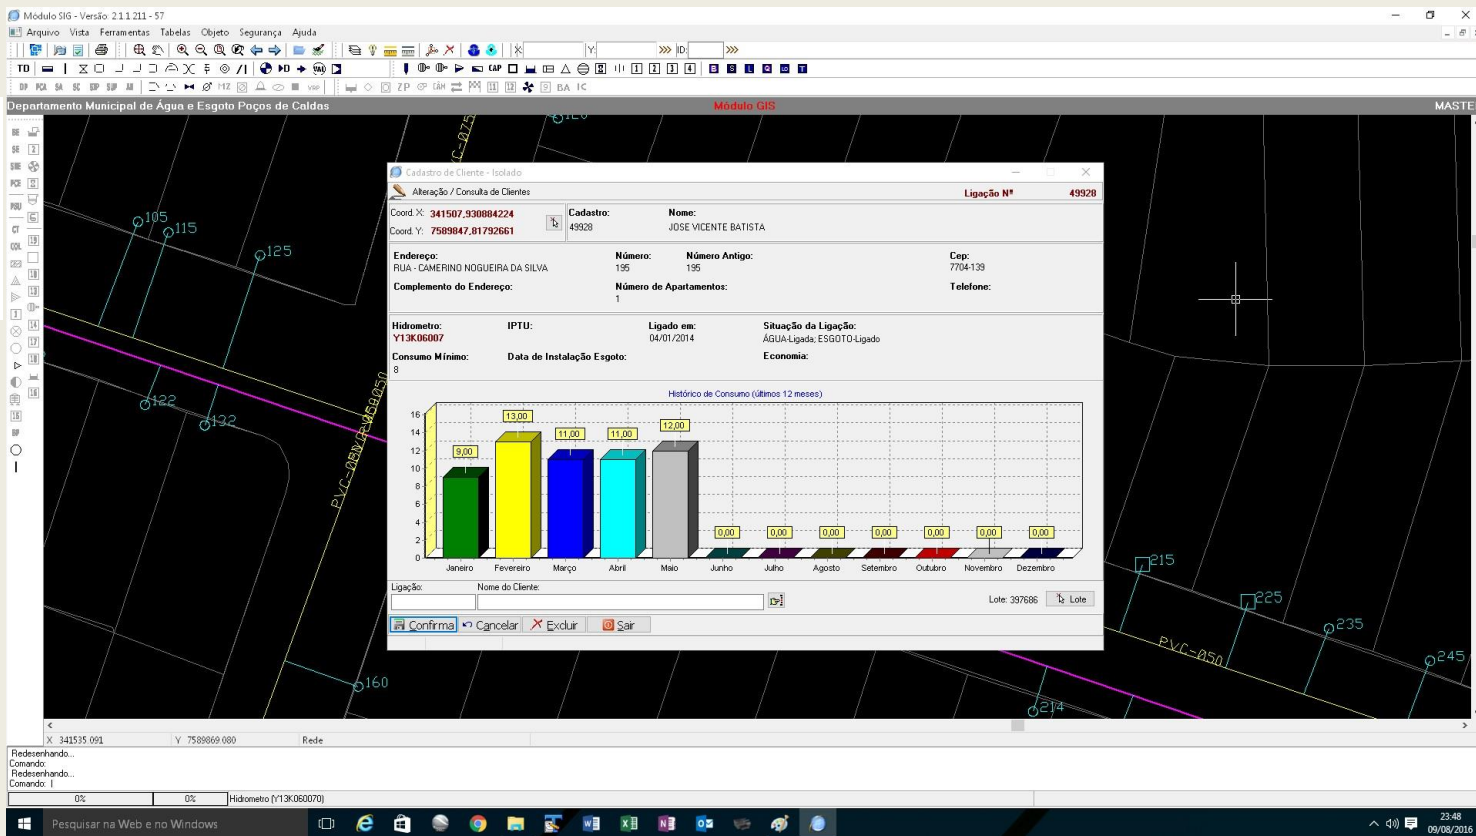 Módulo SIG - Versão: 2.1.1.211 - 57
Arquivo Vista Ferramentas Tabelas Objeto Segurança Ajuda
X: Y: ID:
TD CAP 1 2 3 4
ZP BA IC
Departamento Municipal de Água e Esgoto Poços de Caldas Módulo GIS MASTE
Cadastro de Cliente - Isolado
Alteração / Consulta de Clientes Ligação Nº 49928
Coord. X: 341507,930884224 Cadastro: Nome:
Coord. Y: 7589847,81792661 49928 JOSE VICENTE BATISTA
Endereço: Número: Número Antigo: Cep:
RUA - CAMERINO NOGUEIRA DA SILVA 195 195 7704-139
Complemento do Endereço: Número de Apartamentos: Telefone:
1
Hidrometro: IPTU: Ligado em: Situação da Ligação:
Y13K06007 04/01/2014 ÁGUA-Ligada; ESGOTO-Ligado
Consumo Mínimo: Data de Instalação Esgoto: Economia:
8
Histórico de Consumo (últimos 12 meses)
16
14
12
10
8
6
4
2
0
9,00 13,00 11,00 11,00 12,00 0,00 0,00 0,00 0,00 0,00 0,00 0,00
Janeiro Fevereiro Março Abril Maio Junho Julho Agosto Setembro Outubro Novembro Dezembro
Ligação: Nome do Cliente:
Lote: 397686 Lote
Confirma Cancelar Excluir Sair
105
115
125
122
132
160
215
225
235
245
214
PVC-050
X 341535.091 Y 7589869.080 Rede
Redesenhando...
Comando:
Redesenhando...
Comando:
0% 0% Hidrometro (Y13K060070)
Pesquisar na Web e no Windows
23:48
09/08/2016